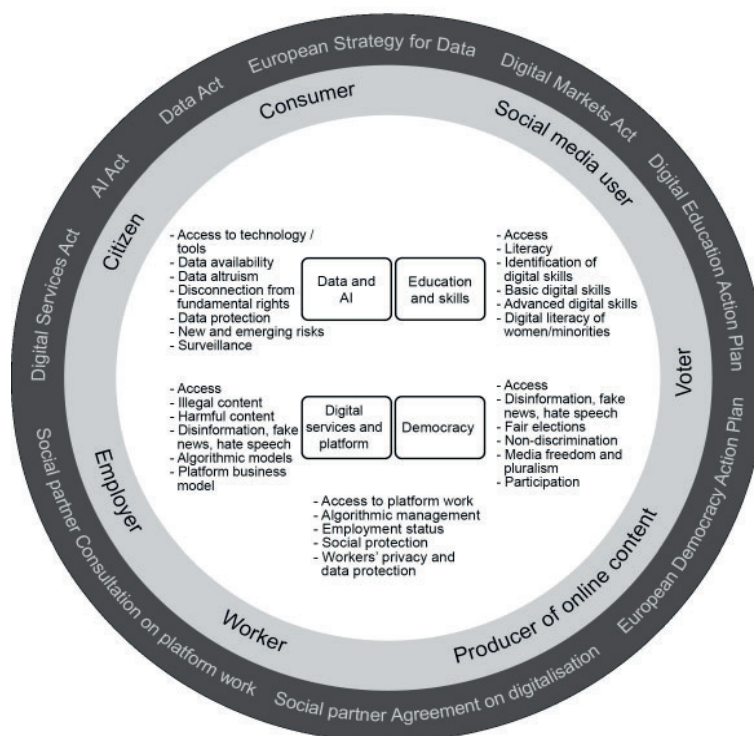 European Strategy for Data
Digital Markets Act
Digital Education Action Plan
European Democracy Action Plan
Social partner Agreement on digitalisation
Social partner Consultation on platform work
Digital Services Act
AI Act
Data Act
Consumer
Social media user
Voter
Producer of online content
Worker
Employer
Citizen
- Access to technology /
tools
- Data availability
- Data altruism
- Disconnection from
fundamental rights
- Data protection
- New and emerging risks
- Surveillance
Data and
AI
Education
and skills
- Access
- Literacy
- Identification of
digital skills
- Basic digital skills
- Advanced digital skills
- Digital literacy of
women/minorities
- Access
- Illegal content
- Harmful content
- Disinformation, fake
news, hate speech
- Algorithmic models
- Platform business
model
Digital
services and
platform
Democracy
- Access
- Disinformation, fake
news, hate speech
- Fair elections
- Non-discrimination
- Media freedom and
pluralism
- Participation
- Access to platform work
- Algorithmic management
- Employment status
- Social protection
- Workers' privacy and
data protection